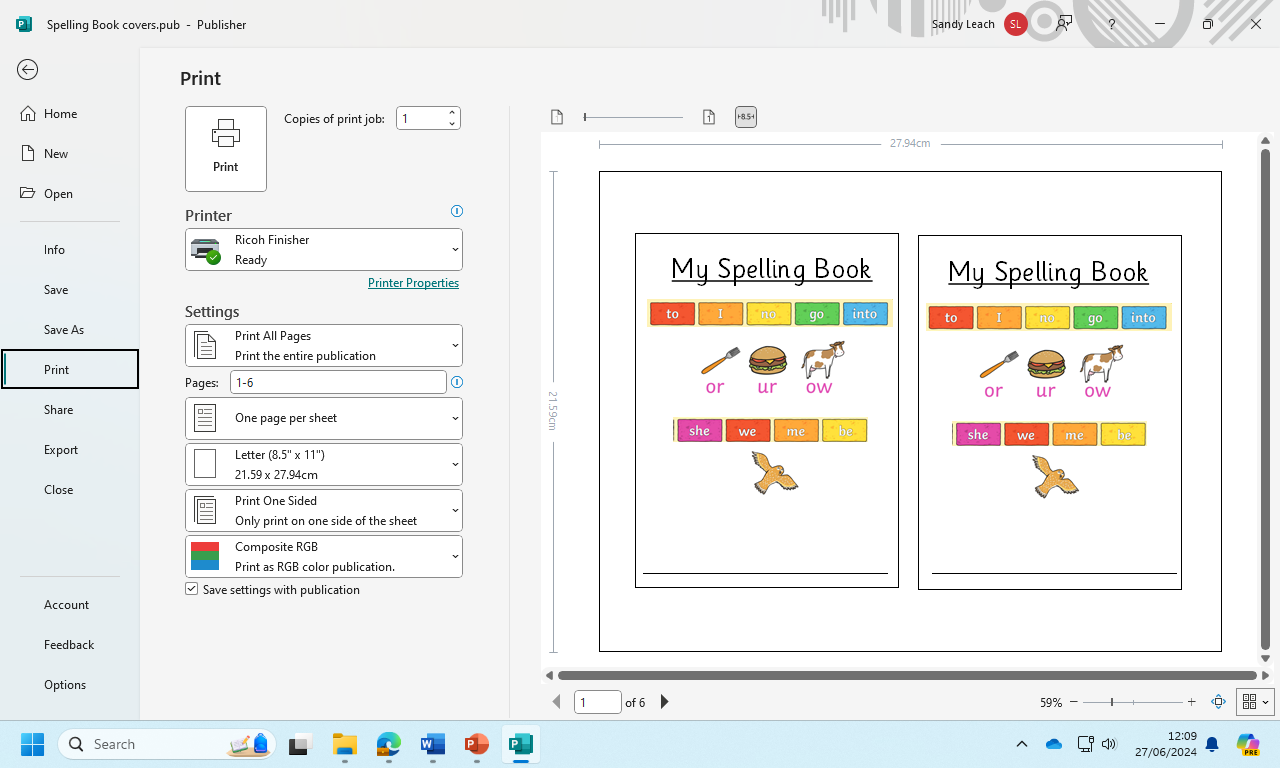 Spelling Book covers.pub - Publisher
Sandy Leach
SL
?
Print
Home
New
Open
Info
Save
Save As
Print
Share
Export
Close
Account
Feedback
Options
Print
Copies of print job:
1
Printer
Ricoh Finisher
Ready
Printer Properties
Settings
Print All Pages
Print the entire publication
Pages:
1-6
One page per sheet
Letter (8.5" x 11")
21.59 x 27.94cm
Print One Sided
Only print on one side of the sheet
Composite RGB
Print as RGB color publication.
Save settings with publication
1
8.5
27.94cm
21.59cm
My Spelling Book
to I no go into
or ur ow
she we me be
My Spelling Book
to I no go into
or ur ow
she we me be
1 of 6
59%
Search
PRE
12:09
27/06/2024